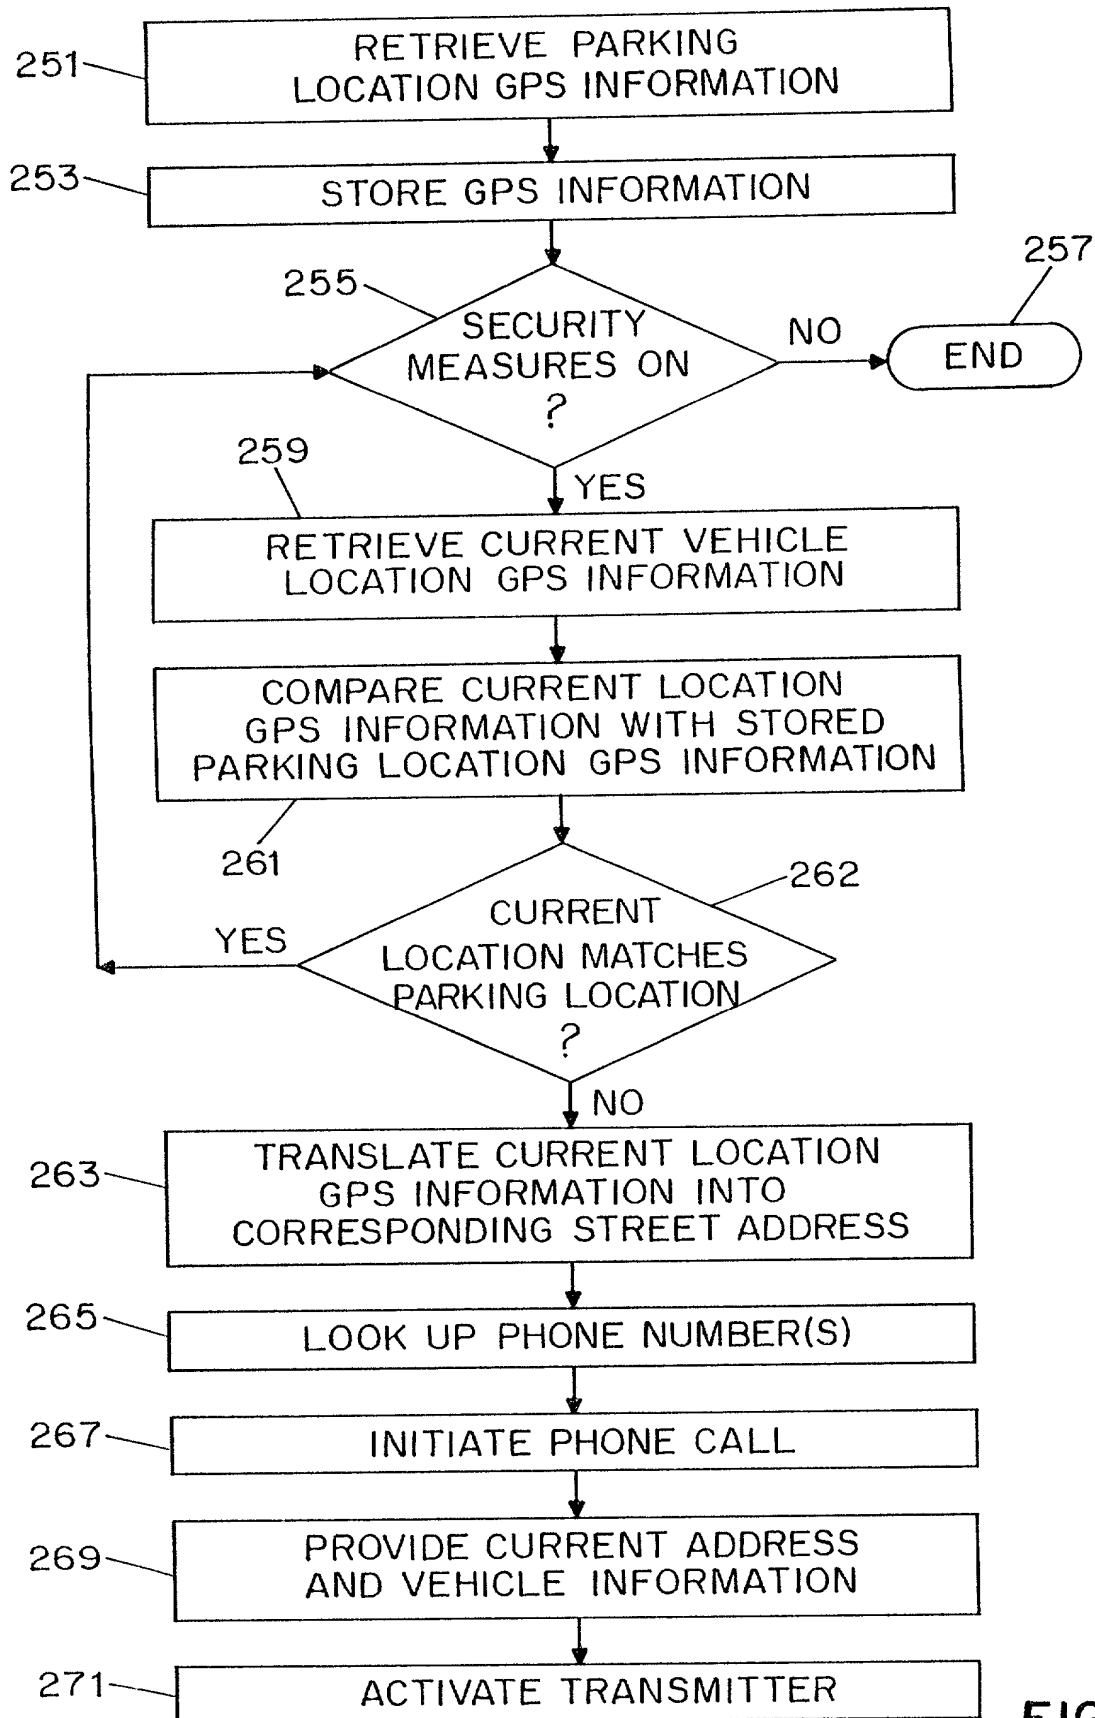 251
RETRIEVE PARKING
LOCATION GPS INFORMATION
253
STORE GPS INFORMATION
255
SECURITY
MEASURES ON
?
NO
257
END
YES
259
RETRIEVE CURRENT VEHICLE
LOCATION GPS INFORMATION
COMPARE CURRENT LOCATION
GPS INFORMATION WITH STORED
PARKING LOCATION GPS INFORMATION
261
262
CURRENT
LOCATION MATCHES
PARKING LOCATION
?
YES
NO
263
TRANSLATE CURRENT LOCATION
GPS INFORMATION INTO
CORRESPONDING STREET ADDRESS
265
LOOK UP PHONE NUMBER(S)
267
INITIATE PHONE CALL
269
PROVIDE CURRENT ADDRESS
AND VEHICLE INFORMATION
271
ACTIVATE TRANSMITTER